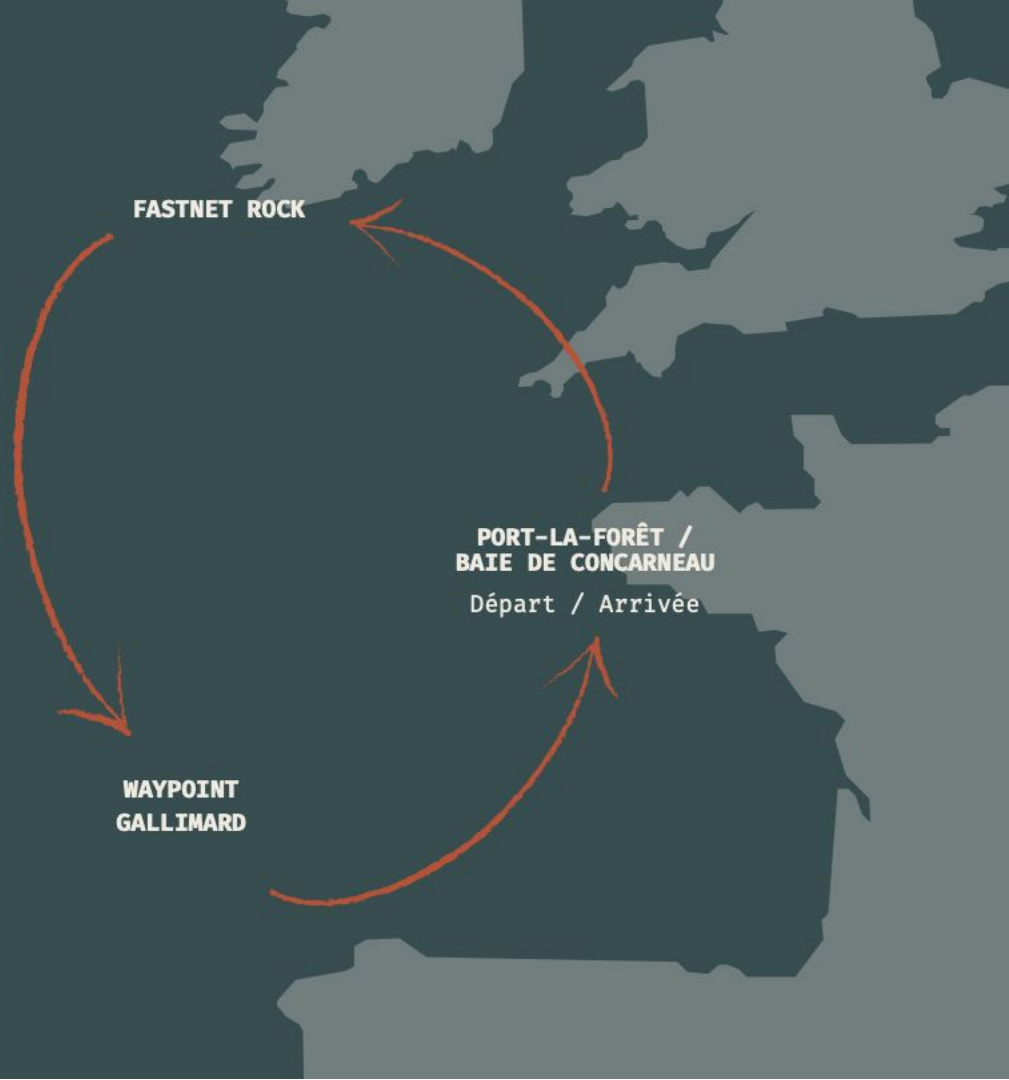 FASTNET ROCK
PORT-LA-FORÊT /
BAIE DE CONCARNEAU
Départ / Arrivée
WAYPOINT
GALLIMARD